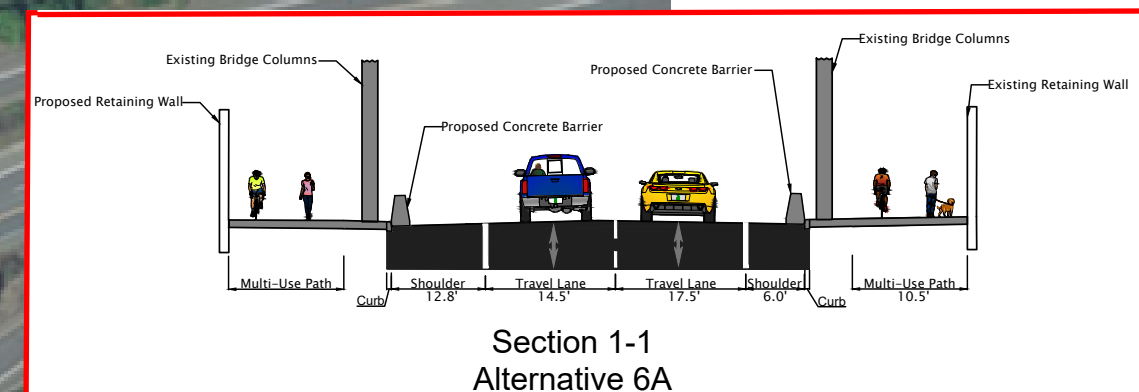 Existing Bridge Columns
Existing Bridge Columns
Proposed Concrete Barrier
Existing Retaining Wall
Proposed Retaining Wall
Proposed Concrete Barrier
Multi-Use Path
Shoulder
12.8'
Travel Lane
14.5'
Travel Lane
17.5'
Shoulder
6.0'
Multi-Use Path
10.5'
Curb
Curb
Section 1-1
Alternative 6A